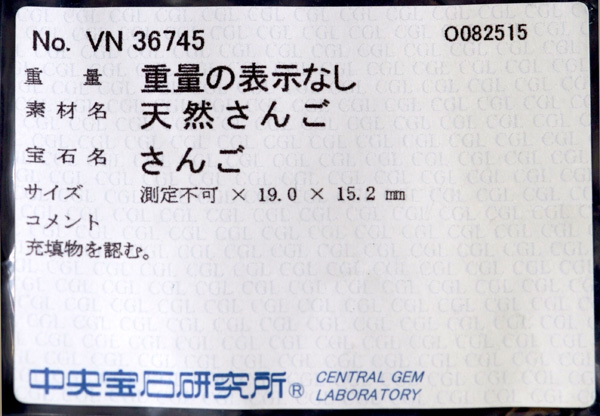 No. VN 36745 O082515
重量 重量の表示なし
素材名 天然さんご
宝石名 さんご
サイズ 測定不可 × 19.0 × 15.2 mm
コメント
充填物を認む。
中央宝石研究所® CENTRAL GEM LABORATORY